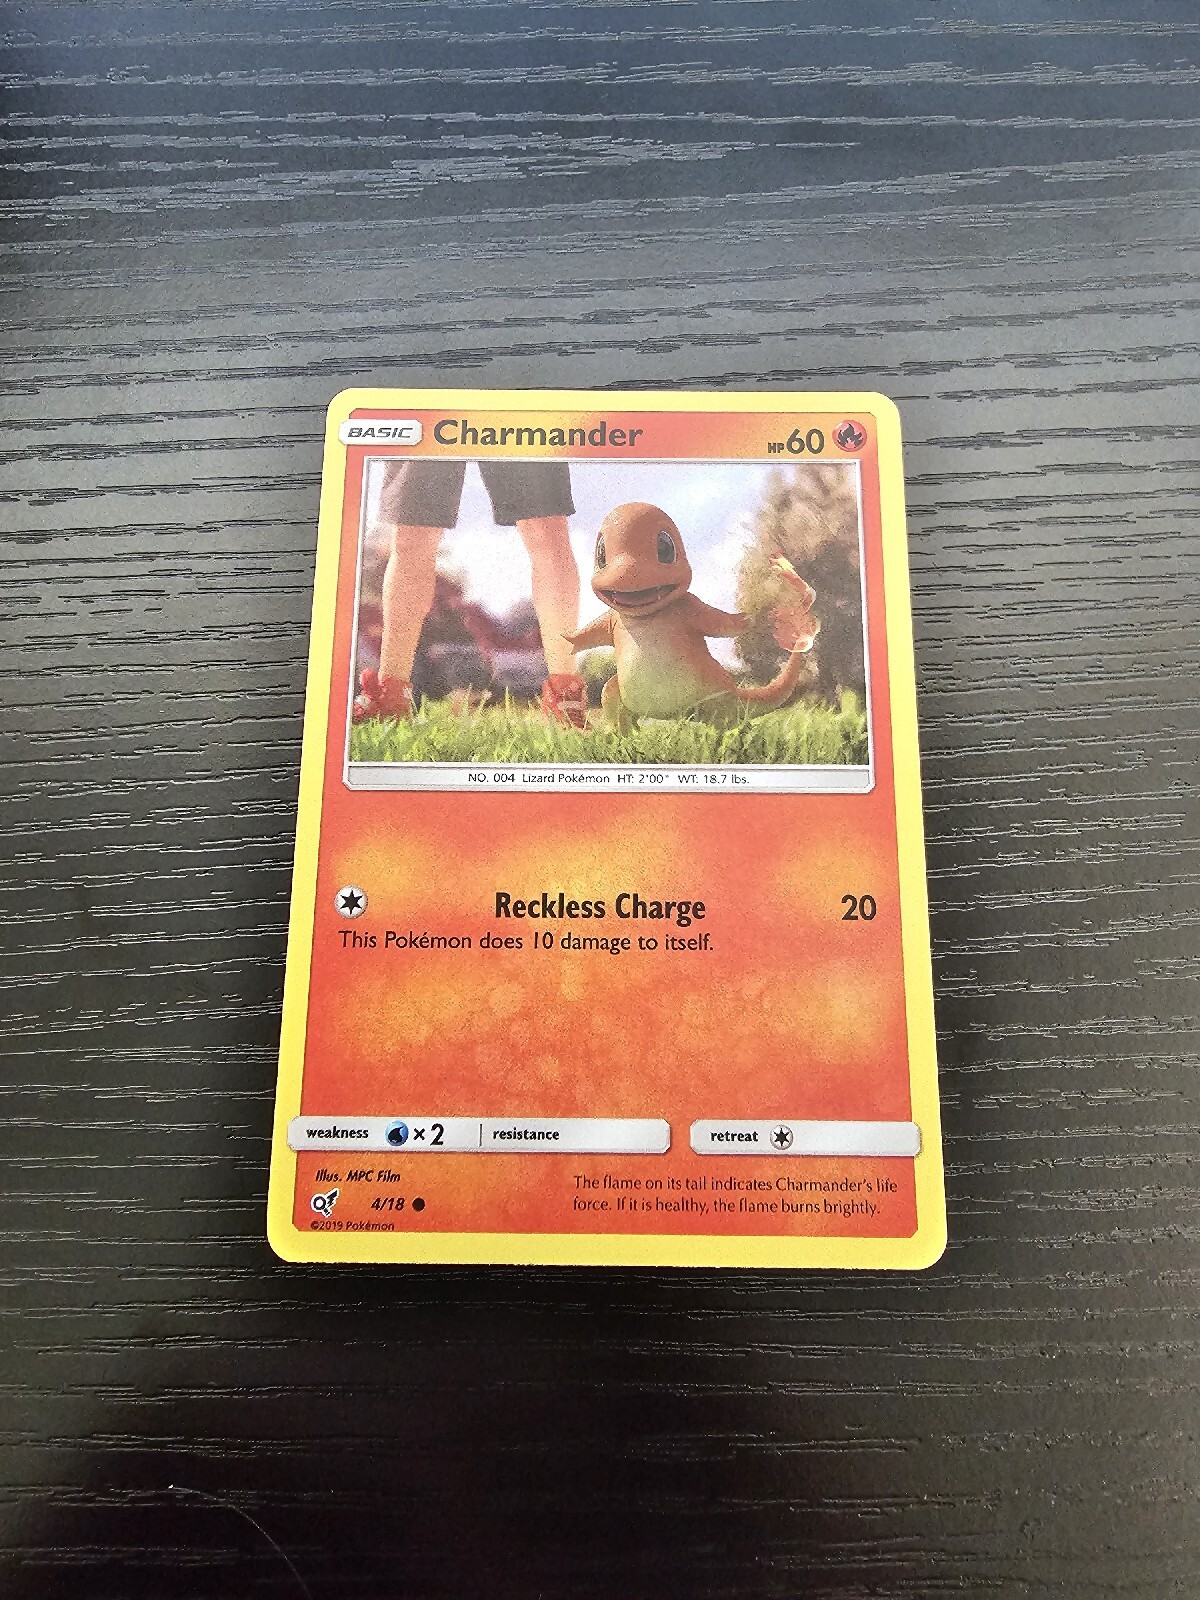 BASIC Charmander HP 60
NO. 004 Lizard Pokémon HT: 2'00" WT: 18.7 lbs.
Reckless Charge 20
This Pokémon does 10 damage to itself.
weakness ×2 resistance retreat
Illus. MPC Film
4/18
©2019 Pokémon
The flame on its tail indicates Charmander's life
force. If it is healthy, the flame burns brightly.